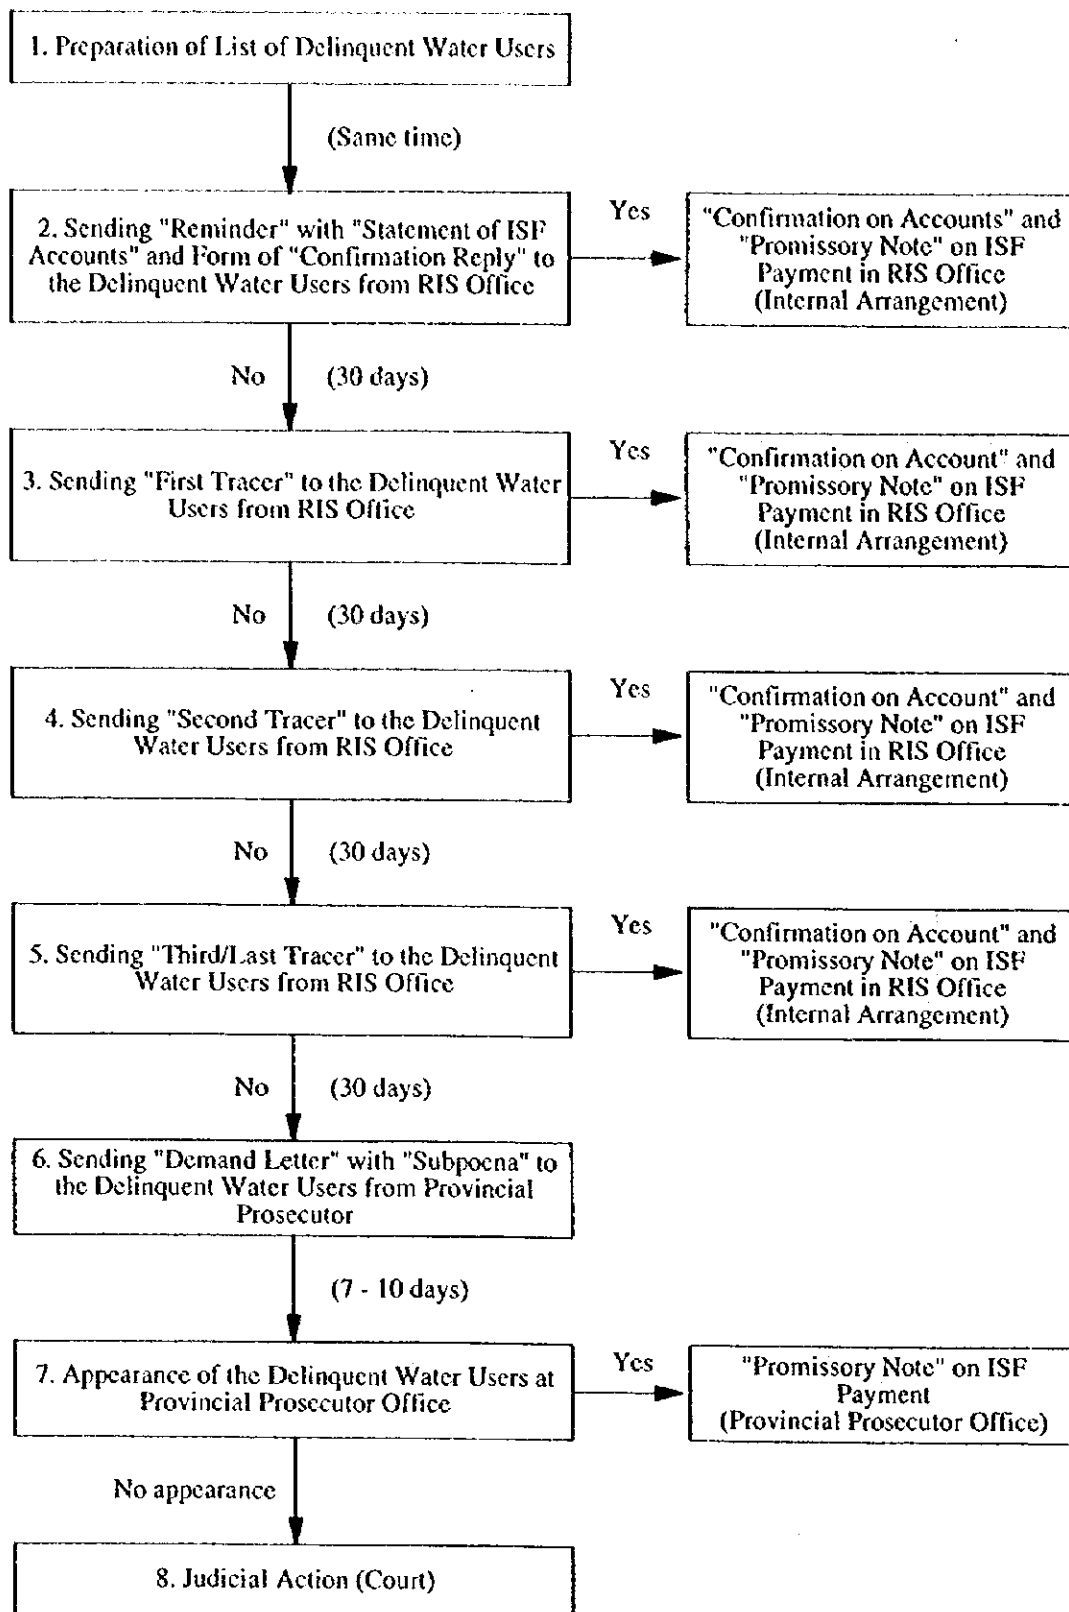 1. Preparation of List of Delinquent Water Users
(Same time)
2. Sending "Reminder" with "Statement of ISF
Accounts" and Form of "Confirmation Reply" to
the Delinquent Water Users from RIS Office
Yes
"Confirmation on Accounts" and
"Promissory Note" on ISF
Payment in RIS Office
(Internal Arrangement)
No
(30 days)
3. Sending "First Tracer" to the Delinquent Water
Users from RIS Office
Yes
"Confirmation on Account" and
"Promissory Note" on ISF
Payment in RIS Office
(Internal Arrangement)
No
(30 days)
4. Sending "Second Tracer" to the Delinquent
Water Users from RIS Office
Yes
"Confirmation on Account" and
"Promissory Note" on ISF
Payment in RIS Office
(Internal Arrangement)
No
(30 days)
5. Sending "Third/Last Tracer" to the Delinquent
Water Users from RIS Office
Yes
"Confirmation on Account" and
"Promissory Note" on ISF
Payment in RIS Office
(Internal Arrangement)
No
(30 days)
6. Sending "Demand Letter" with "Subpoena" to
the Delinquent Water Users from Provincial
Prosecutor
(7 - 10 days)
7. Appearance of the Delinquent Water Users at
Provincial Prosecutor Office
Yes
"Promissory Note" on ISF
Payment
(Provincial Prosecutor Office)
No appearance
8. Judicial Action (Court)